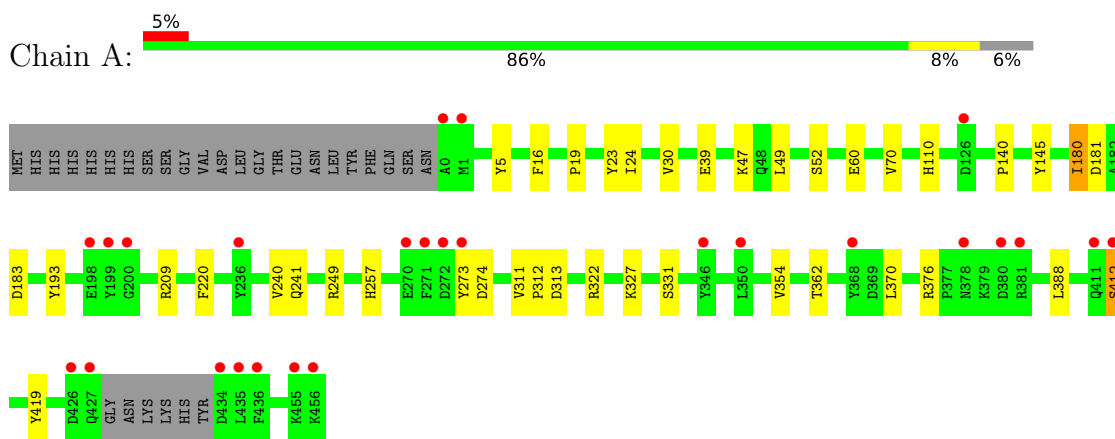 5%
Chain A:
86% 8% 6%
MET HIS HIS HIS HIS HIS HIS SER SER GLY VAL ASP LEU GLY THR GLU ASN LEU TYR PHE GLN SER ASN A0 M1 Y5 F16 P19 Y23 I24 V30 E39 K47 Q48 L49 S52 E60 V70 H110 D126 P140 Y145 I180 D181 A182
D183 Y193 E198 Y199 G200 R209 F220 Y236 V240 Q241 R249 H257 E270 F271 D272 Y273 D274 V311 P312 D313 R322 K327 S331 Y346 L350 V354 T362 Y368 D369 L370 R376 P377 N378 K379 D380 R381 L388 Q411 S412
Y419 D426 Q427 GLY ASN LYS LYS HIS TYR D434 L435 F436 K455 K456